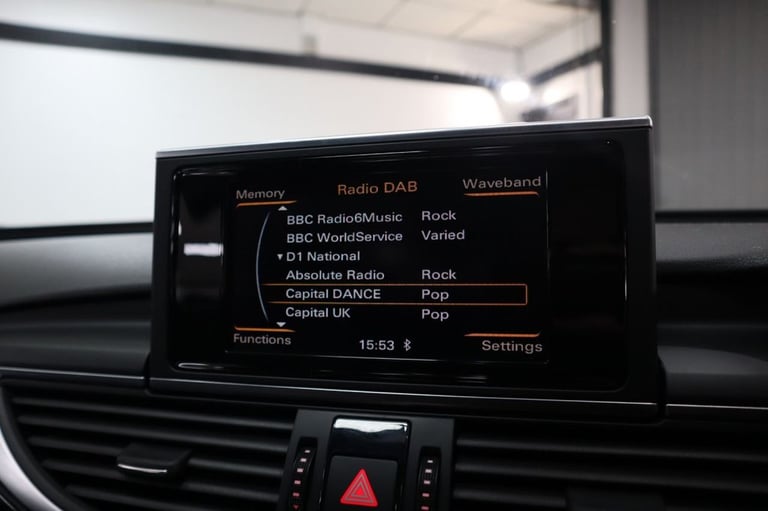 Memory Radio DAB Waveband
BBC Radio6Music Rock
BBC WorldService Varied
▾ D1 National
Absolute Radio Rock
Capital DANCE Pop
Capital UK Pop
Functions 15:53 Settings